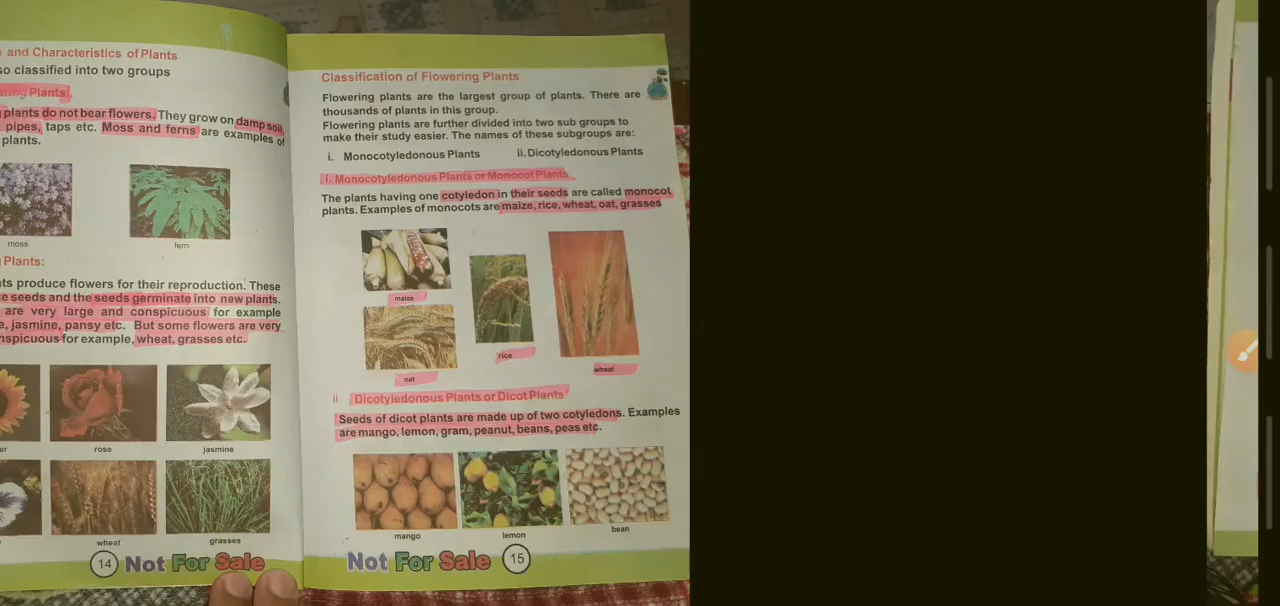 and Characteristics of Plants
so classified into two groups
ering Plants:
plants do not bear flowers. They grow on damp soil,
pipes, taps etc. Moss and ferns are examples of
plants.
moss
fern
Plants:
nts produce flowers for their reproduction. These
ke seeds and the seeds germinate into new plants.
are very large and conspicuous for example
e, jasmine, pansy etc. But some flowers are very
nspicuous for example, wheat, grasses etc.
er
rose
jasmine
wheat
grasses
14 Not For Sale
Classification of Flowering Plants
Flowering plants are the largest group of plants. There are
thousands of plants in this group.
Flowering plants are further divided into two sub groups to
make their study easier. The names of these subgroups are:
i. Monocotyledonous Plants ii. Dicotyledonous Plants
i. Monocotyledonous Plants or Monocot Plants
The plants having one cotyledon in their seeds are called monocot
plants. Examples of monocots are maize, rice, wheat, oat, grasses
maize
rice
wheat
oat
ii. Dicotyledonous Plants or Dicot Plants
Seeds of dicot plants are made up of two cotyledons. Examples
are mango, lemon, gram, peanut, beans, peas etc.
mango
lemon
bean
Not For Sale 15